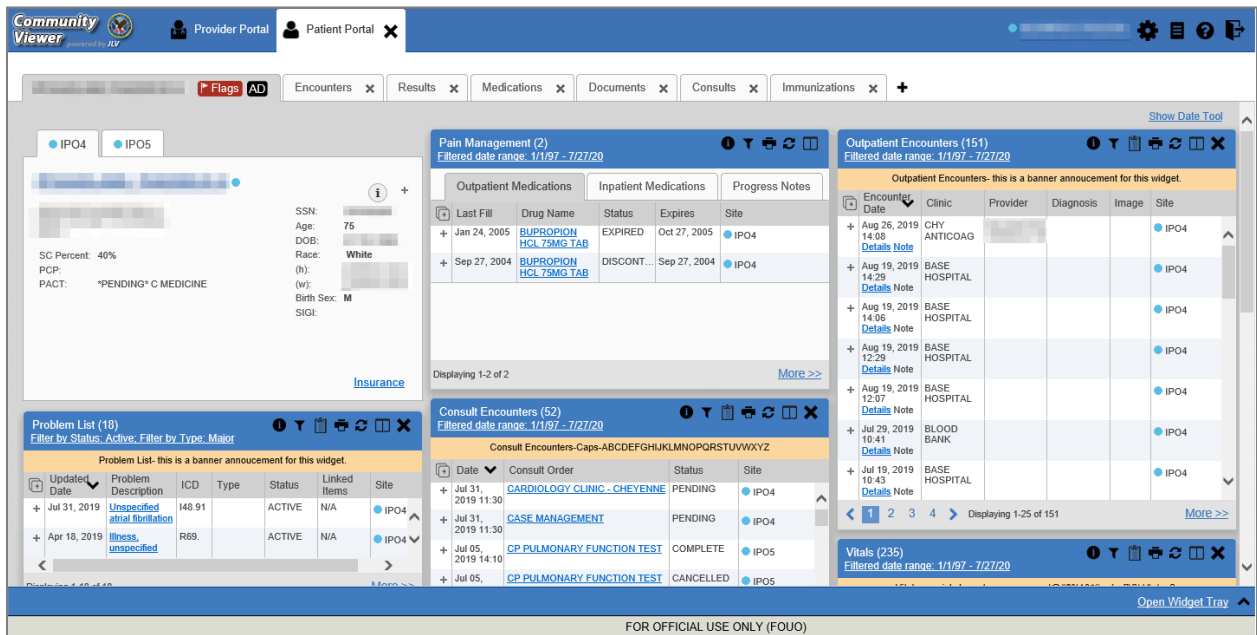 Community
Viewer powered by JLV
Provider Portal
Patient Portal
Flags AD
Encounters
Results
Medications
Documents
Consults
Immunizations
Show Date Tool
IPO4 IPO5
SSN:
Age: 75
DOB:
SC Percent: 40% Race: White
PCP: (h):
PACT: *PENDING* C MEDICINE (w):
Birth Sex: M
SIGI:
Insurance
Problem List (18)
Filter by Status: Active; Filter by Type: Major
Problem List- this is a banner annoucement for this widget.
Updated Date Problem Description ICD Type Status Linked Items Site
Jul 31, 2019 Unspecified atrial fibrillation I48.91 ACTIVE N/A IPO4
Apr 18, 2019 Illness, unspecified R69. ACTIVE N/A IPO4
Displaying 1-18 of 18 More >>
Pain Management (2)
Filtered date range: 1/1/97 - 7/27/20
Outpatient Medications Inpatient Medications Progress Notes
Last Fill Drug Name Status Expires Site
Jan 24, 2005 BUPROPION HCL 75MG TAB EXPIRED Oct 27, 2005 IPO4
Sep 27, 2004 BUPROPION HCL 75MG TAB DISCONT... Sep 27, 2004 IPO4
Displaying 1-2 of 2 More >>
Consult Encounters (52)
Filtered date range: 1/1/97 - 7/27/20
Consult Encounters-Caps-ABCDEFGHIJKLMNOPQRSTUVWXYZ
Date Consult Order Status Site
Jul 31, 2019 11:30 CARDIOLOGY CLINIC - CHEYENNE PENDING IPO4
Jul 31, 2019 11:30 CASE MANAGEMENT PENDING IPO4
Jul 05, 2019 14:10 CP PULMONARY FUNCTION TEST COMPLETE IPO5
Jul 05, CP PULMONARY FUNCTION TEST CANCELLED IPO5
Outpatient Encounters (151)
Filtered date range: 1/1/97 - 7/27/20
Outpatient Encounters- this is a banner annoucement for this widget.
Encounter Date Clinic Provider Diagnosis Image Site
Aug 26, 2019 14:08 CHY ANTICOAG IPO4
Details Note
Aug 19, 2019 14:29 BASE HOSPITAL IPO4
Details Note
Aug 19, 2019 14:06 BASE HOSPITAL IPO4
Details Note
Aug 19, 2019 12:29 BASE HOSPITAL IPO4
Details Note
Aug 19, 2019 12:07 BASE HOSPITAL IPO4
Details Note
Jul 29, 2019 10:41 BLOOD BANK IPO4
Details Note
Jul 19, 2019 10:43 BASE HOSPITAL IPO4
Details Note
1 2 3 4 Displaying 1-25 of 151 More >>
Vitals (235)
Filtered date range: 1/1/97 - 7/27/20
Open Widget Tray
FOR OFFICIAL USE ONLY (FOUO)